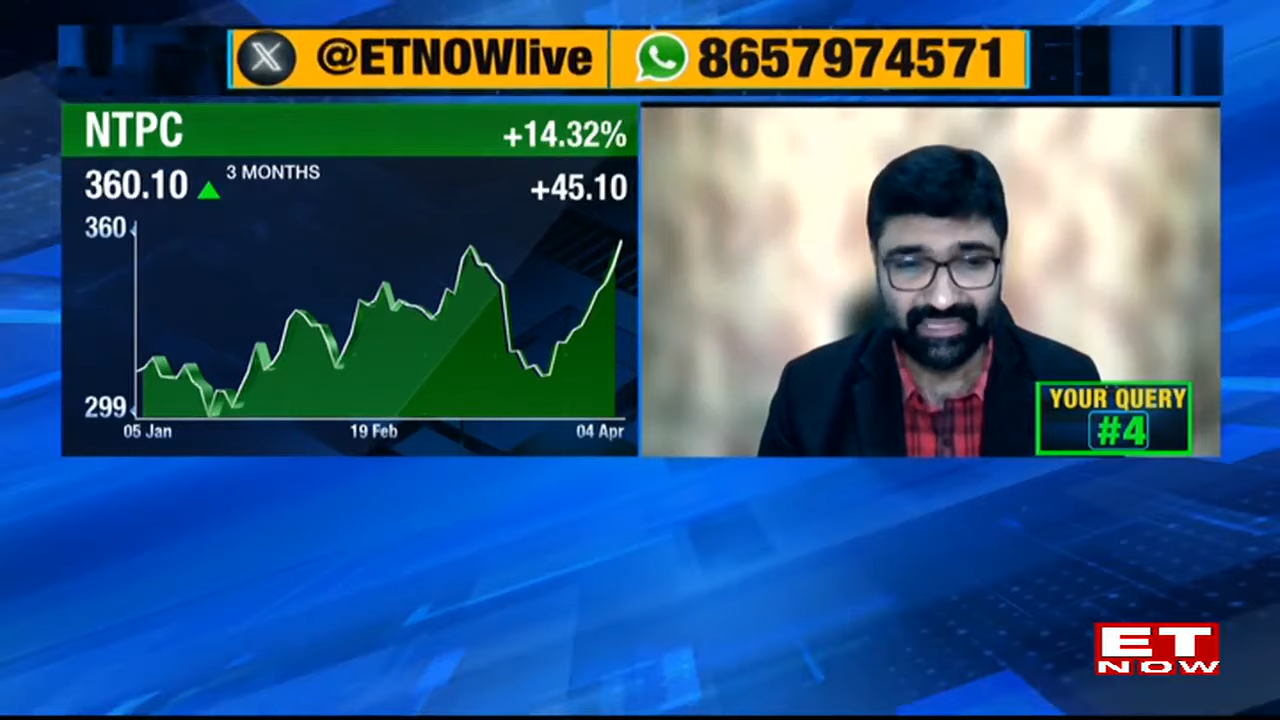 @ETNOWlive 8657974571
NTPC +14.32%
360.10 3 MONTHS +45.10
360
299
05 Jan 19 Feb 04 Apr
YOUR QUERY
#4
ET
NOW